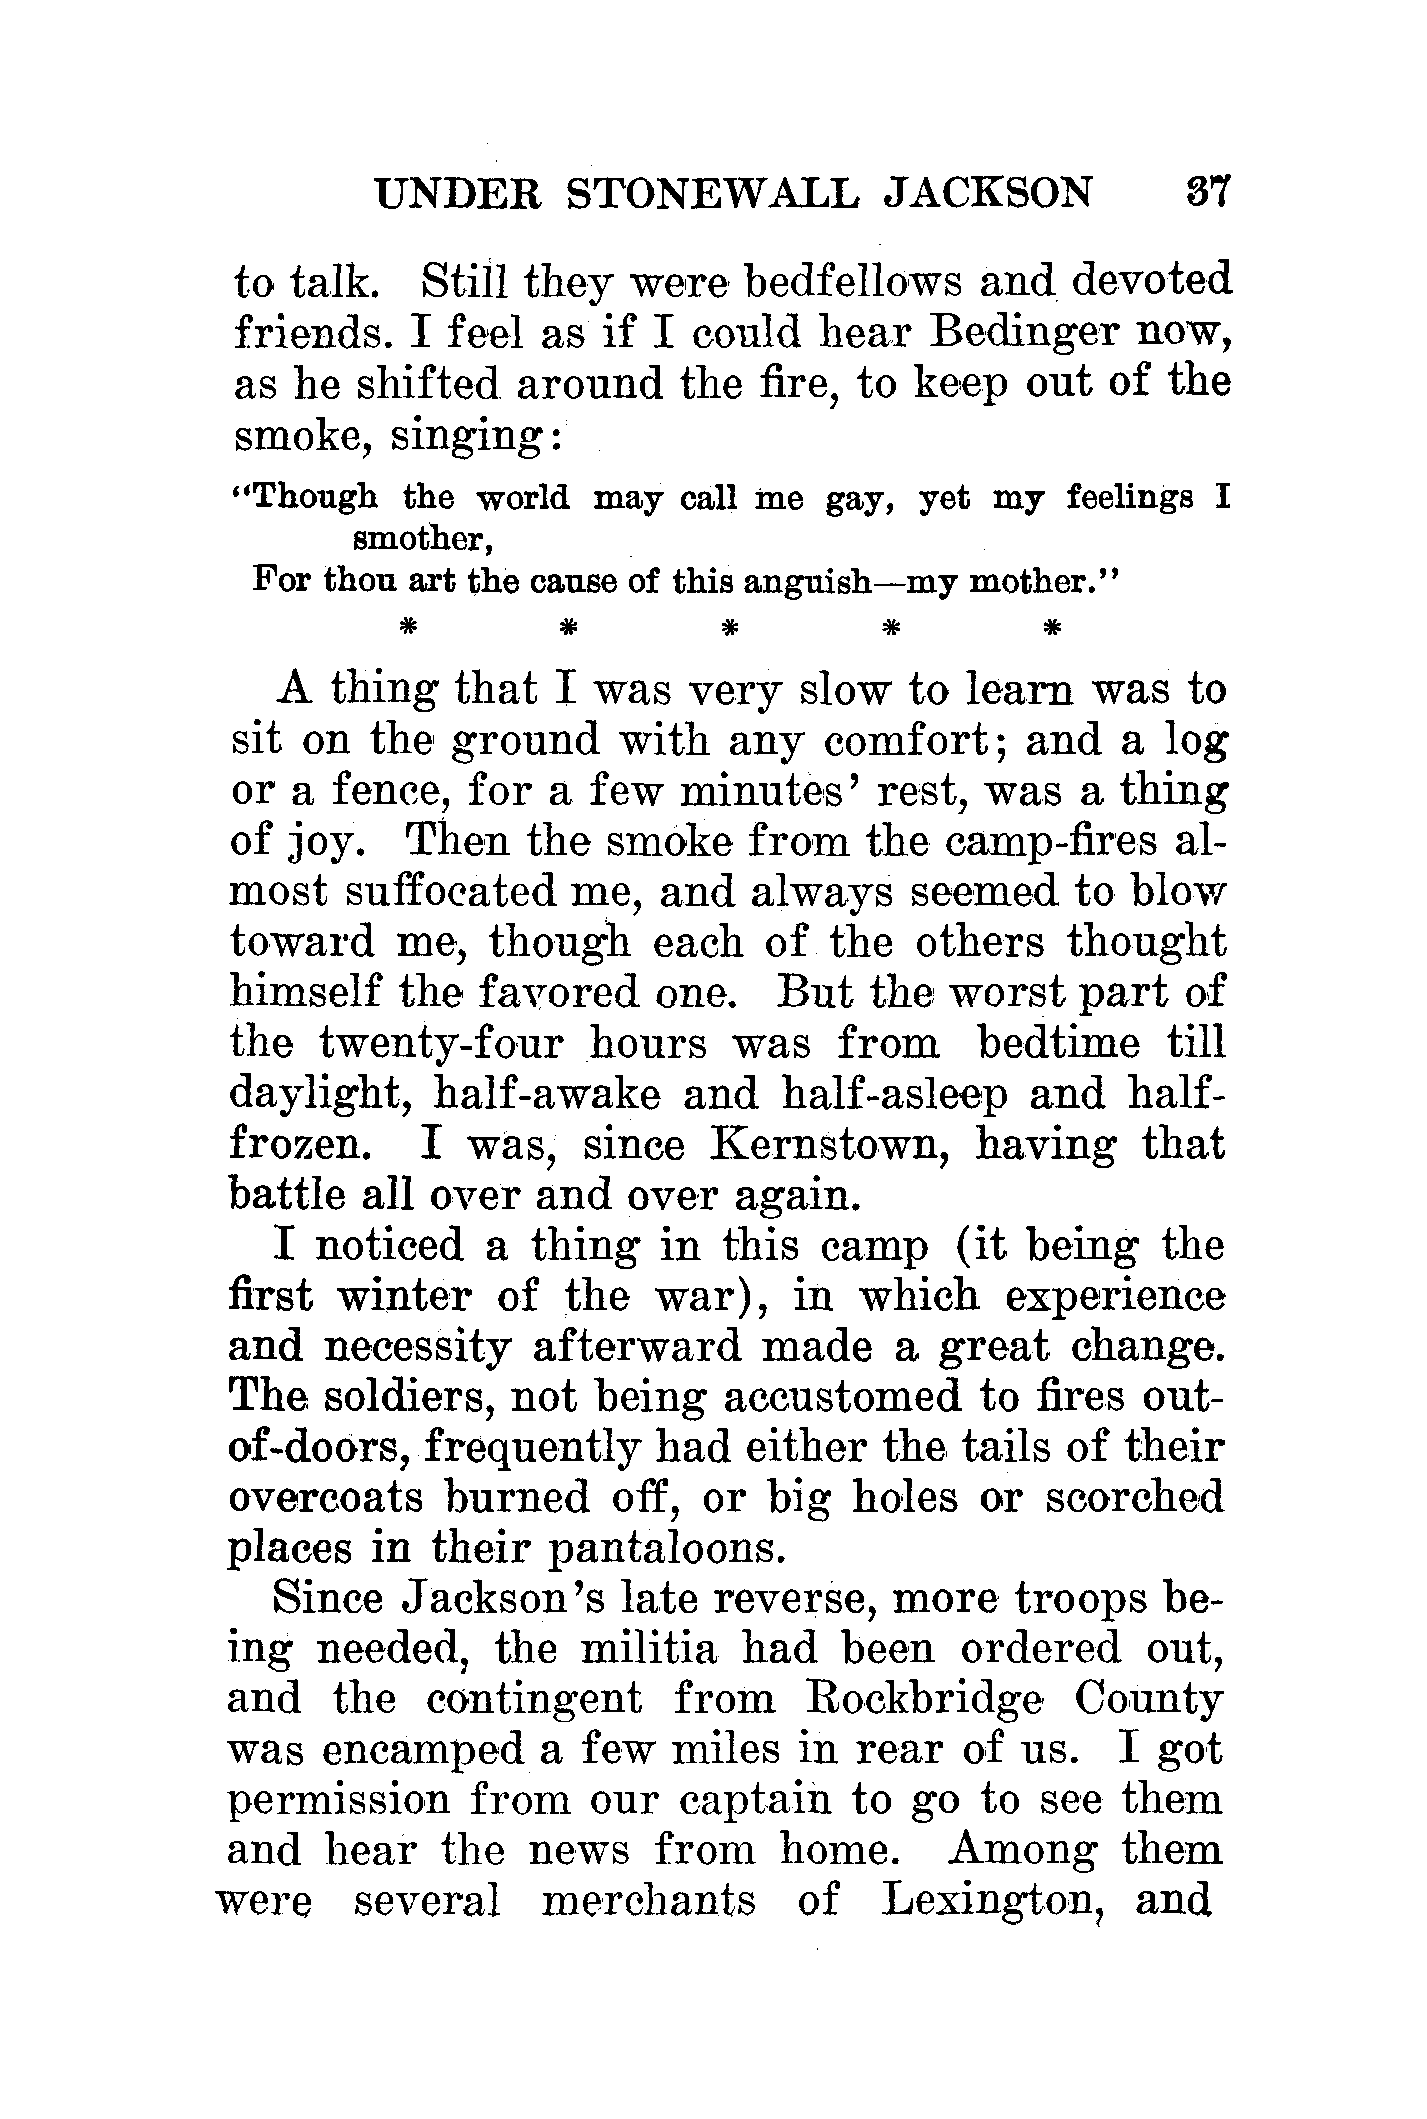 UNDER STONEWALL JACKSON 37
to talk. Still they were bedfellows and devoted
friends. I feel as if I could hear Bedinger now,
as he shifted around the fire, to keep out of the
smoke, singing:
“Though the world may call me gay, yet my feelings I
smother,
For thou art the cause of this anguish—my mother.”
* * * * *
A thing that I was very slow to learn was to
sit on the ground with any comfort; and a log
or a fence, for a few minutes’ rest, was a thing
of joy. Then the smoke from the camp-fires al-
most suffocated me, and always seemed to blow
toward me, though each of the others thought
himself the favored one. But the worst part of
the twenty-four hours was from bedtime till
daylight, half-awake and half-asleep and half-
frozen. I was, since Kernstown, having that
battle all over and over again.
I noticed a thing in this camp (it being the
first winter of the war), in which experience
and necessity afterward made a great change.
The soldiers, not being accustomed to fires out-
of-doors, frequently had either the tails of their
overcoats burned off, or big holes or scorched
places in their pantaloons.
Since Jackson’s late reverse, more troops be-
ing needed, the militia had been ordered out,
and the contingent from Rockbridge County
was encamped a few miles in rear of us. I got
permission from our captain to go to see them
and hear the news from home. Among them
were several merchants of Lexington, and